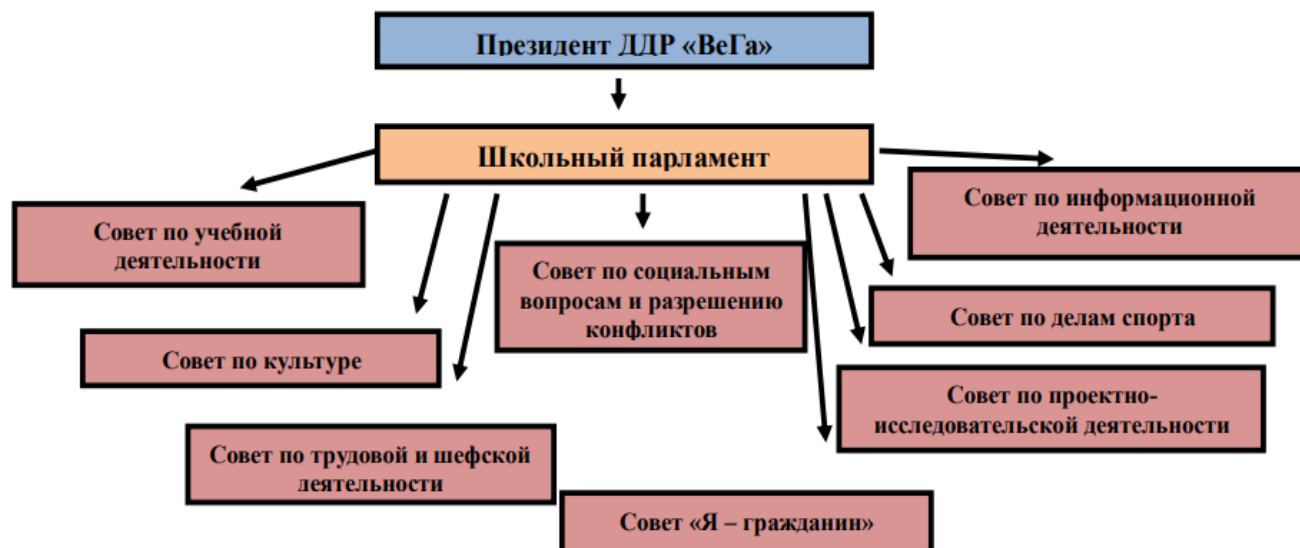 Президент ДДР «ВеГа»
Школьный парламент
Совет по информационной
деятельности
Совет по учебной
деятельности
Совет по социальным
вопросам и разрешению
конфликтов
Совет по делам спорта
Совет по культуре
Совет по проектно-
исследовательской деятельности
Совет по трудовой и шефской
деятельности
Совет «Я – гражданин»